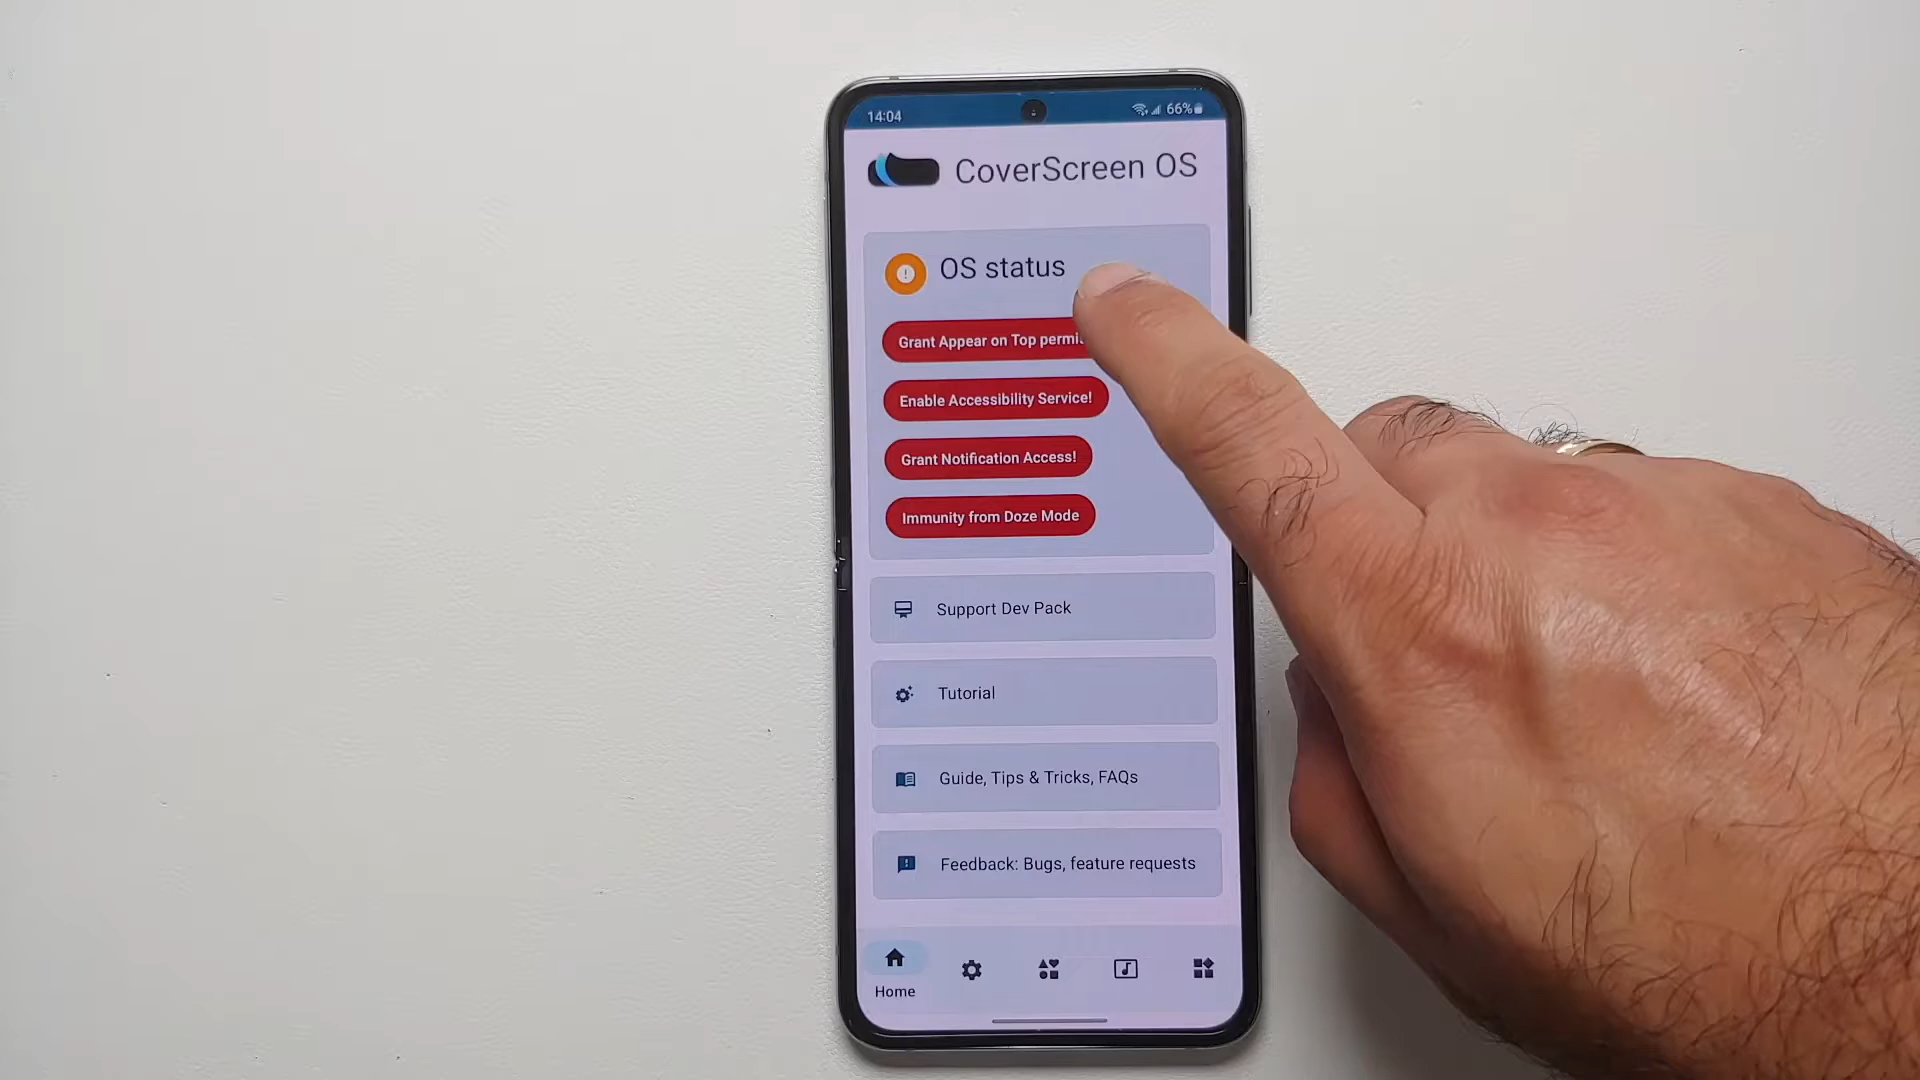 14:04
66%
CoverScreen OS
OS status
Grant Appear on Top
Enable Accessibility Service!
Grant Notification Access!
Immunity from Doze Mode
Support Dev Pack
Tutorial
Guide, Tips & Tricks, FAQs
Feedback: Bugs, feature requests
Home